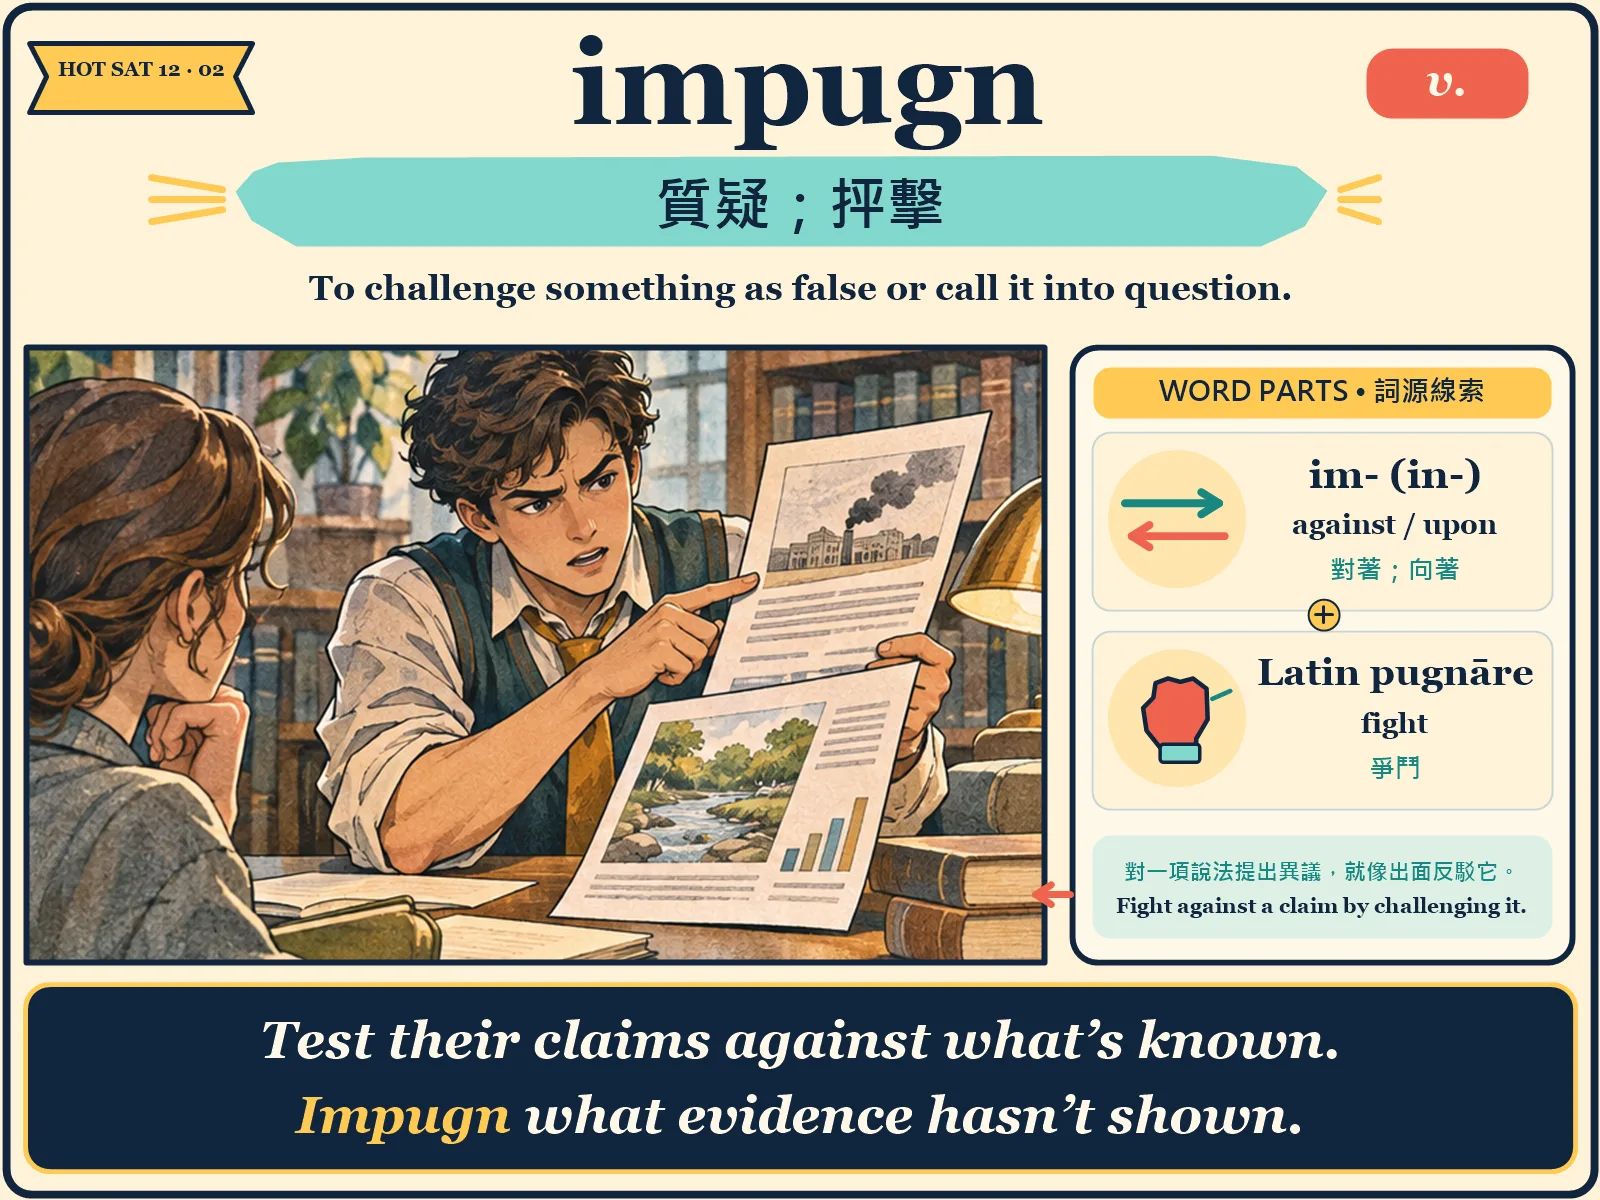 HOT SAT 12 · 02
impugn
v.
質疑；抨擊
To challenge something as false or call it into question.
WORD PARTS • 詞源線索
im- (in-)
against / upon
對著；向著
+
Latin pugnāre
fight
爭鬥
對一項說法提出異議，就像出面反駁它。
Fight against a claim by challenging it.
Test their claims against what’s known.
Impugn what evidence hasn’t shown.